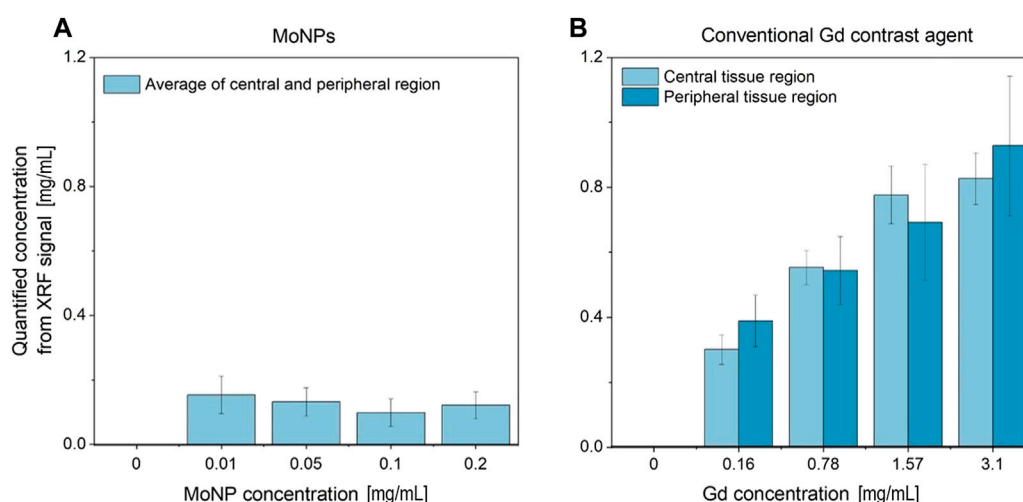 A
MoNPs
1.2
Average of central and peripheral region
0.8
0.4
0.0
Quantified concentration
from XRF signal [mg/mL]
0
0.01
0.05
0.1
0.2
MoNP concentration [mg/mL]
B
Conventional Gd contrast agent
1.2
Central tissue region
Peripheral tissue region
0.8
0.4
0.0
0
0.16
0.78
1.57
3.1
Gd concentration [mg/mL]